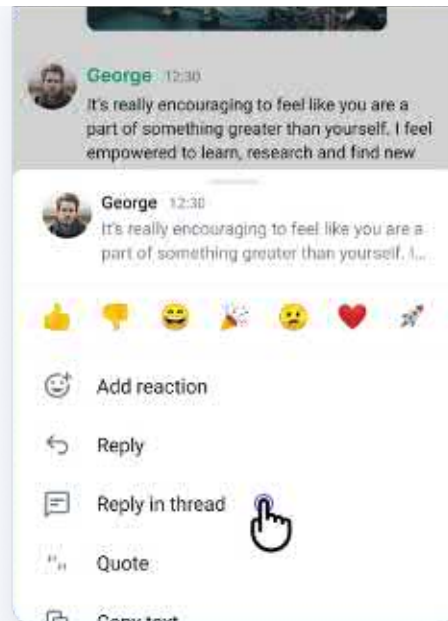 George 12:30
It's really encouraging to feel like you are a
part of something greater than yourself. I feel
empowered to learn, research and find new
George 12:30
It's really encouraging to feel like you are a
part of something greater than yourself. I...
Add reaction
Reply
Reply in thread
Quote
Copy text